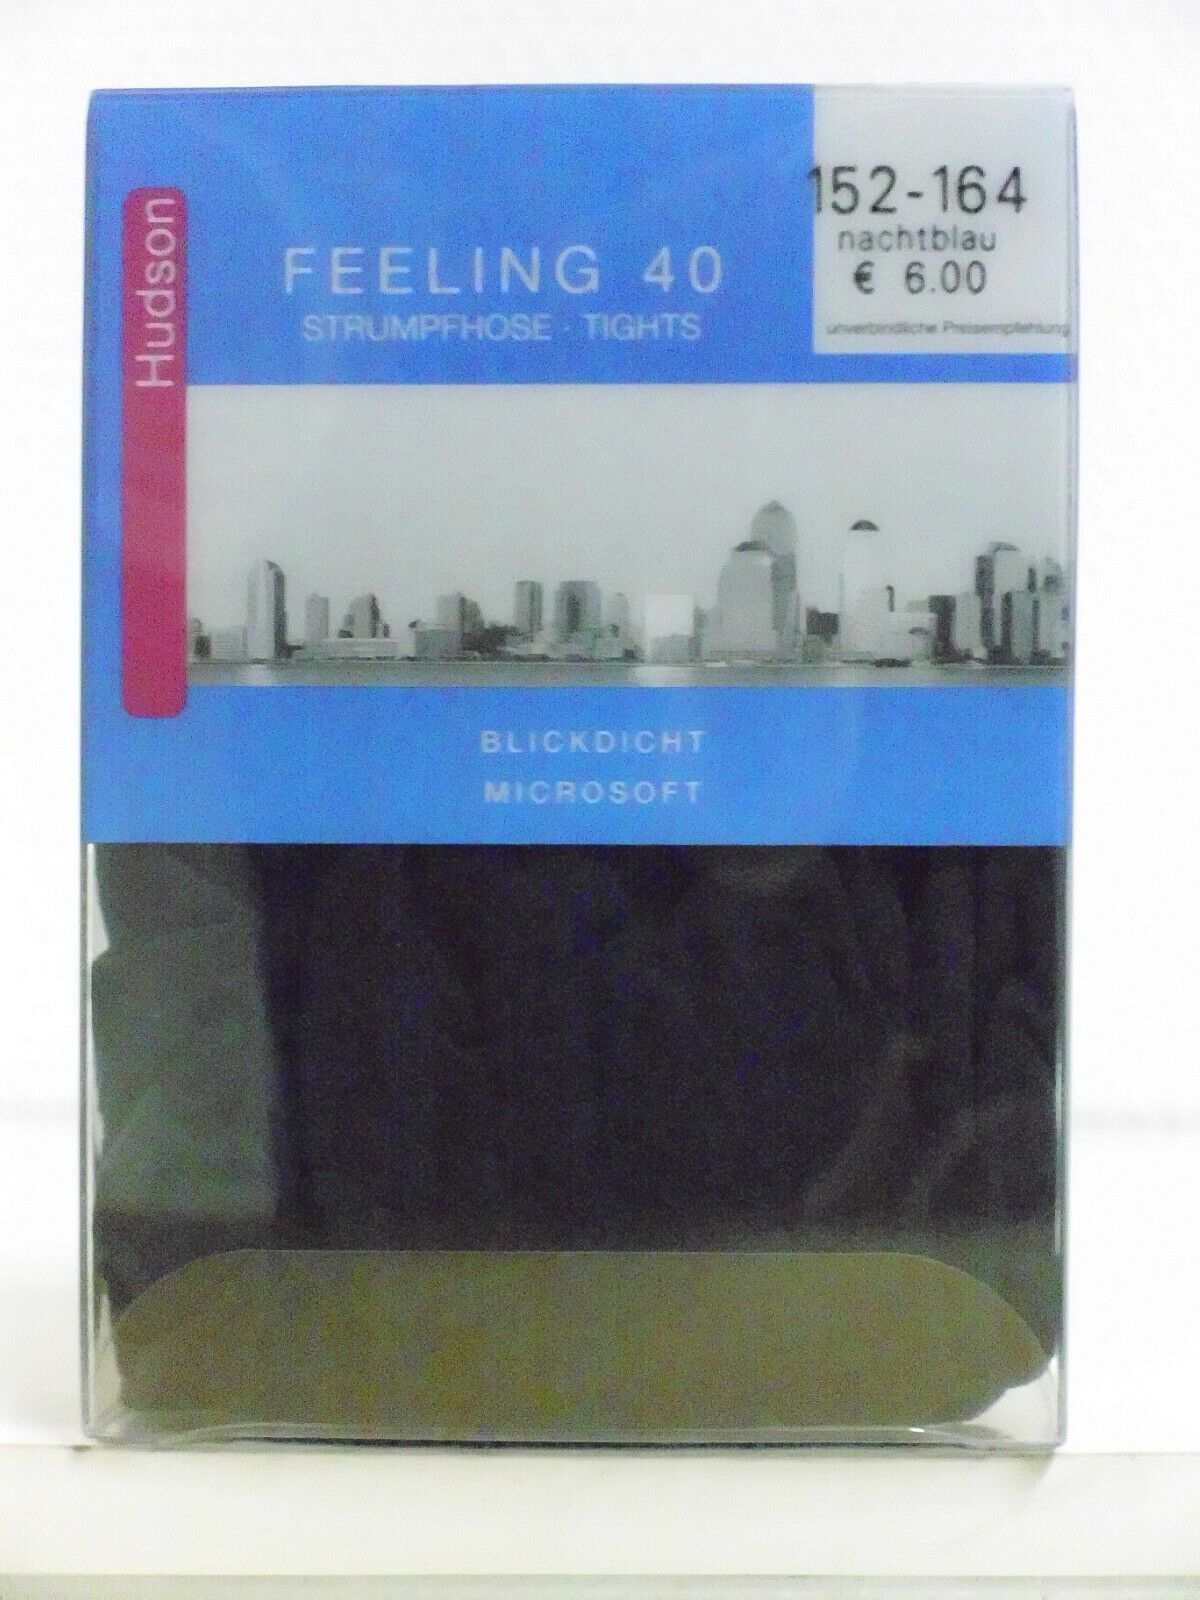 Hudson
FEELING 40
STRUMPFHOSE · TIGHTS
152-164
nachtblau
€ 6.00
unverbindliche Preisempfehlung
BLICKDICHT
MICROSOFT